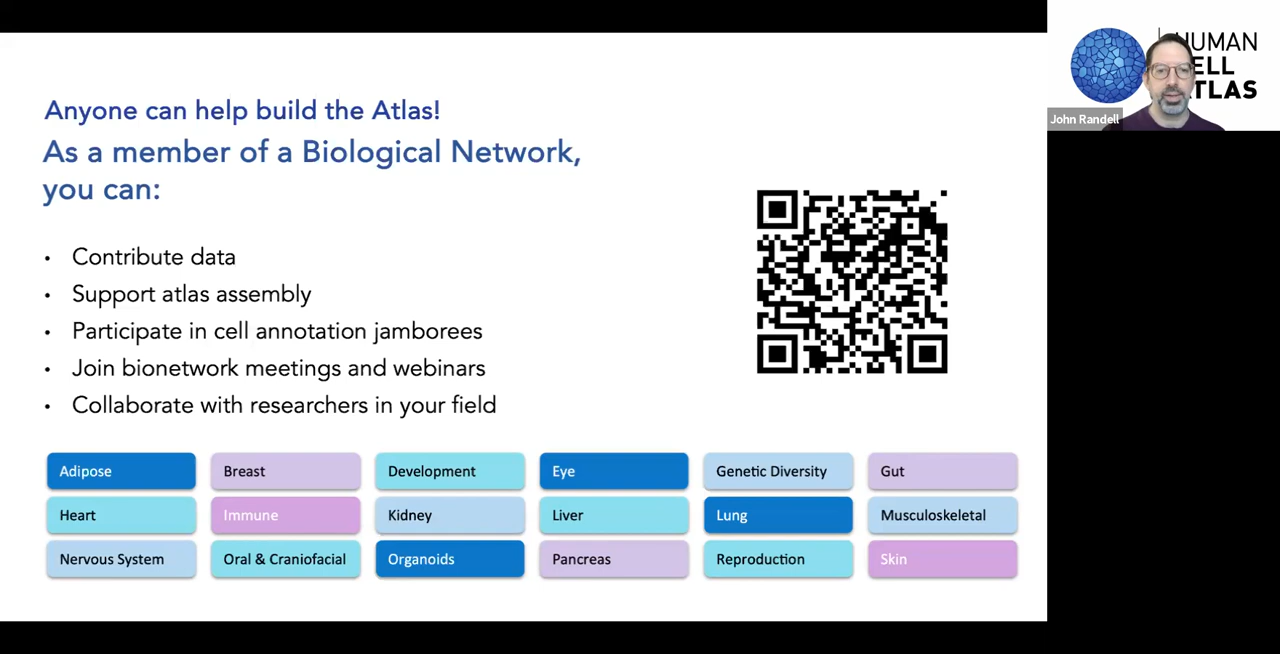 Anyone can help build the Atlas!
As a member of a Biological Network,
you can:
• Contribute data
• Support atlas assembly
• Participate in cell annotation jamborees
• Join bionetwork meetings and webinars
• Collaborate with researchers in your field
Adipose Breast Development Eye Genetic Diversity Gut
Heart Immune Kidney Liver Lung Musculoskeletal
Nervous System Oral & Craniofacial Organoids Pancreas Reproduction Skin
HUMAN
ELL
ATLAS
John Randell